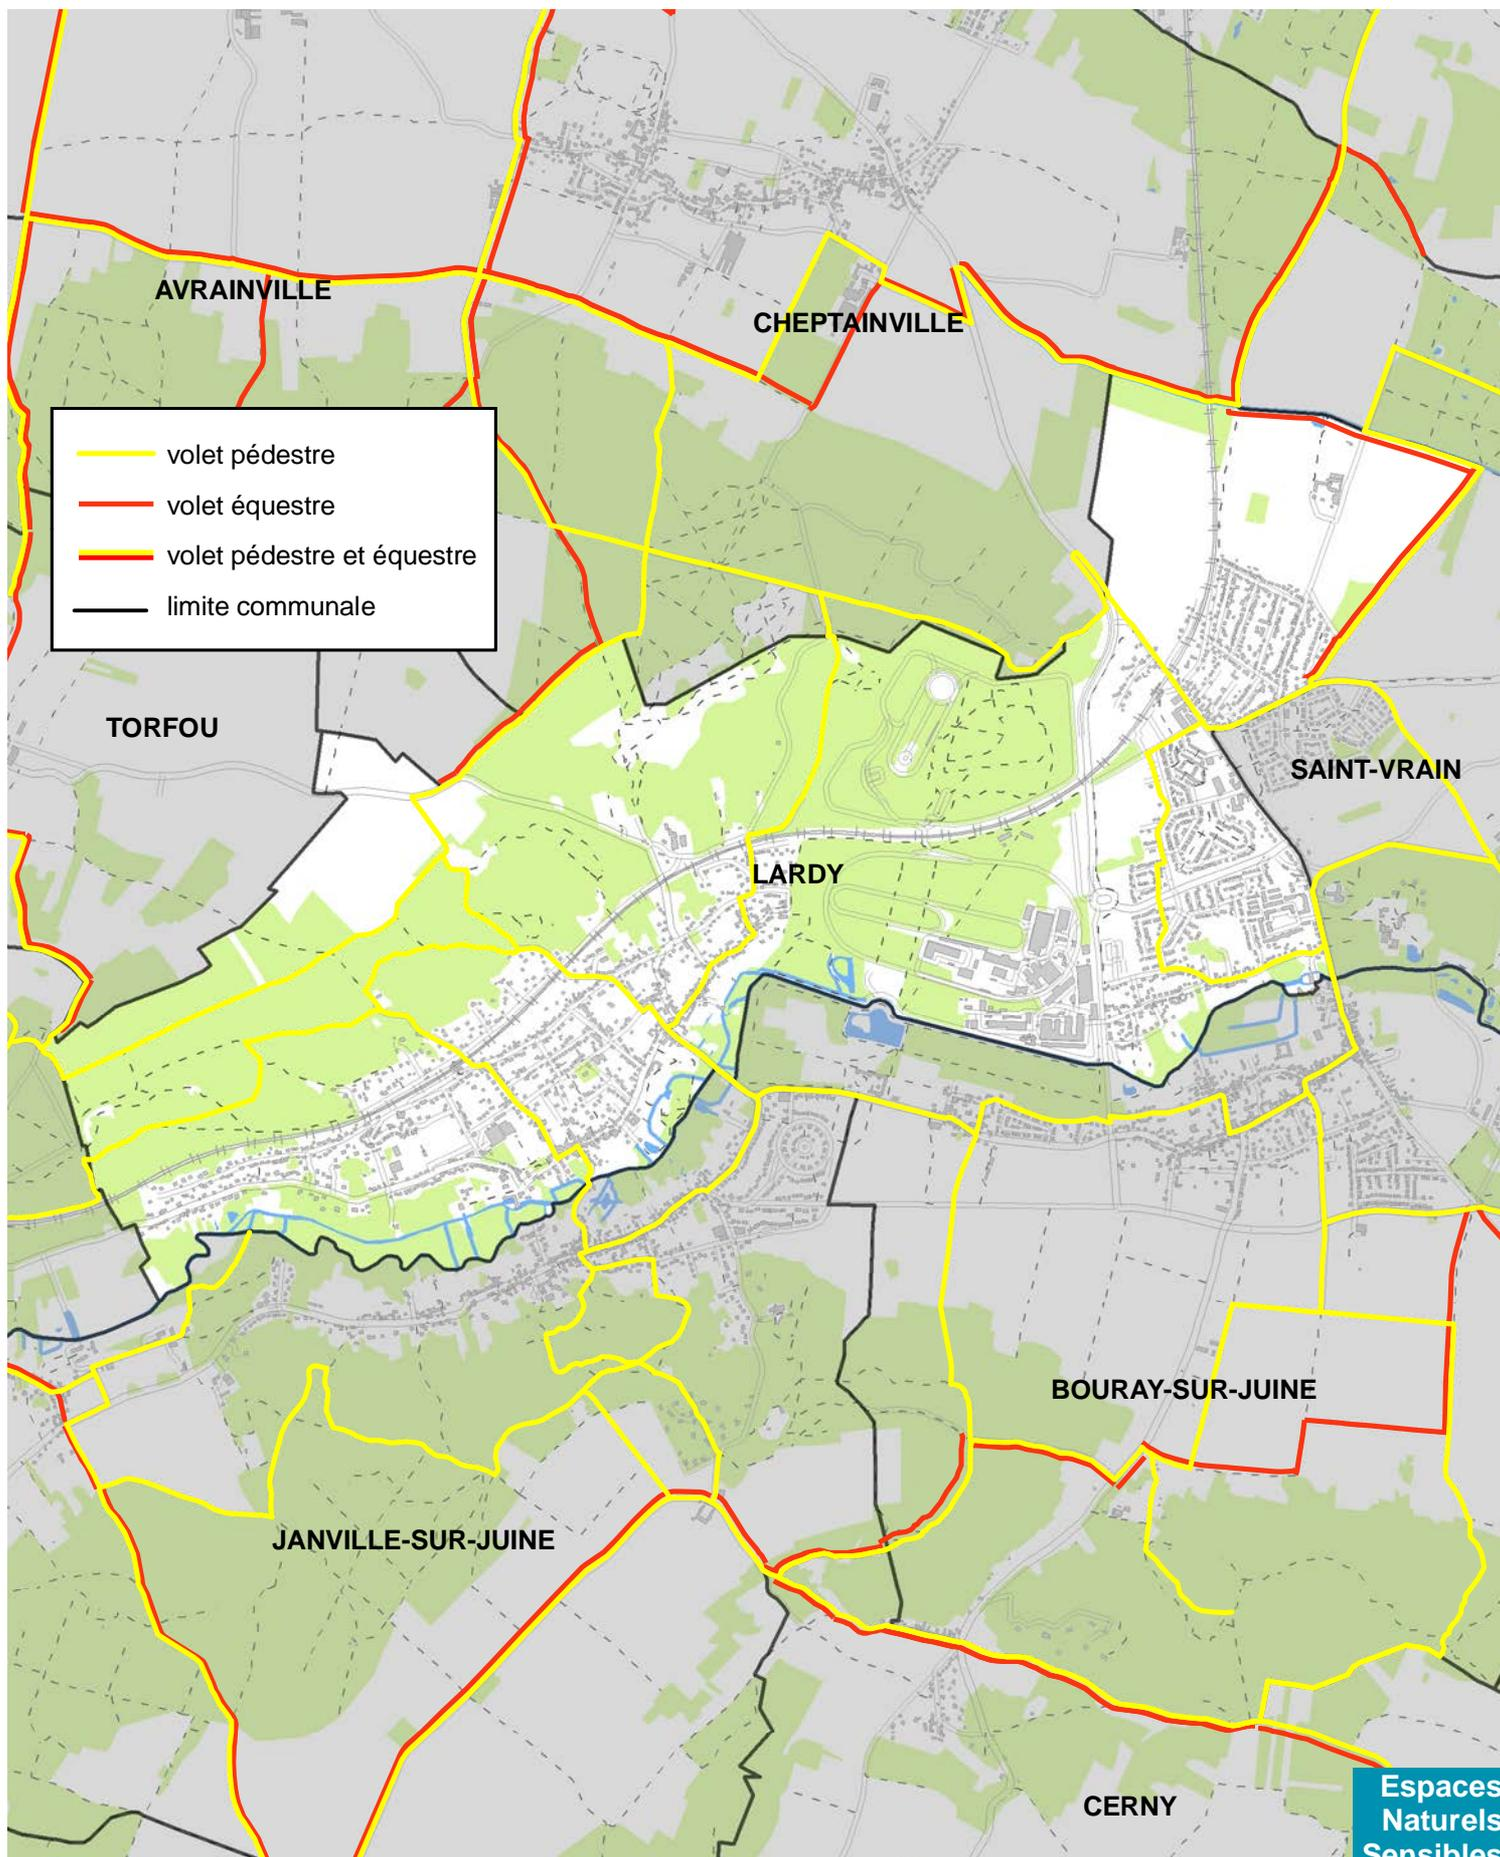 AVRAINVILLE
CHEPTAINVILLE
volet pédestre
volet équestre
volet pédestre et équestre
limite communale
TORFOU
SAINT-VRAIN
LARDY
BOURAY-SUR-JUINE
JANVILLE-SUR-JUINE
CERNY
Espaces
Naturels
Sensibles